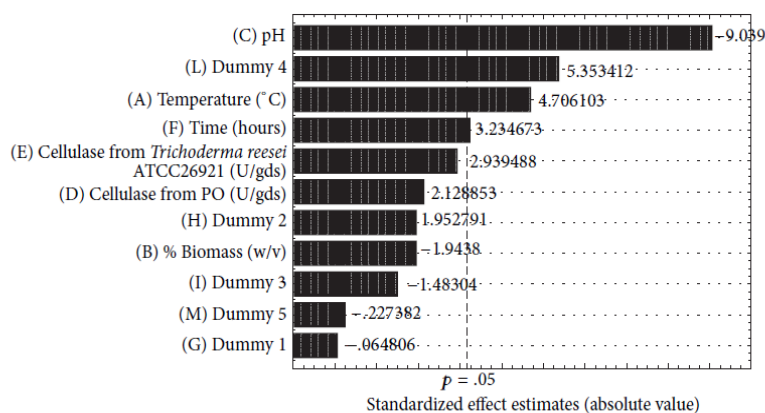 (C) pH
−9.039
(L) Dummy 4
5.353412
(A) Temperature (°C)
4.706103
(F) Time (hours)
3.234673
(E) Cellulase from Trichoderma reesei
ATCC26921 (U/gds)
2.939488
(D) Cellulase from PO (U/gds)
2.128853
(H) Dummy 2
1.952791
(B) % Biomass (w/v)
−1.9438
(I) Dummy 3
−1.48304
(M) Dummy 5
−.227382
(G) Dummy 1
−.064806
p = .05
Standardized effect estimates (absolute value)